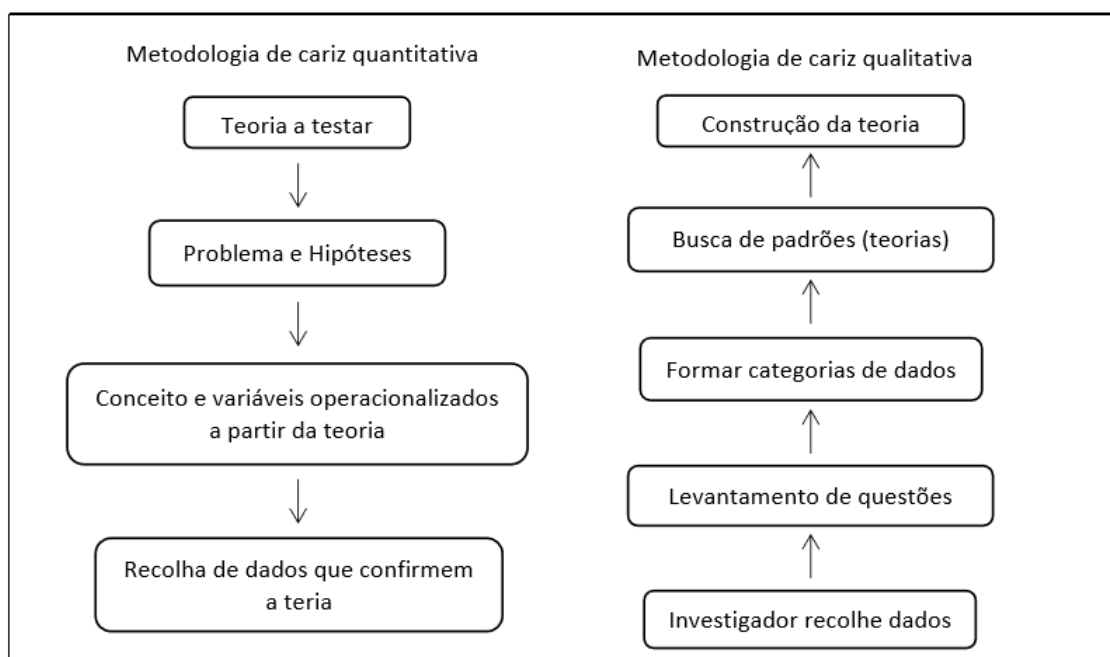 Metodologia de cariz quantitativa
Teoria a testar
Problema e Hipóteses
Conceito e variáveis operacionalizados
a partir da teoria
Recolha de dados que confirmem
a teria
Metodologia de cariz qualitativa
Construção da teoria
Busca de padrões (teorias)
Formar categorias de dados
Levantamento de questões
Investigador recolhe dados